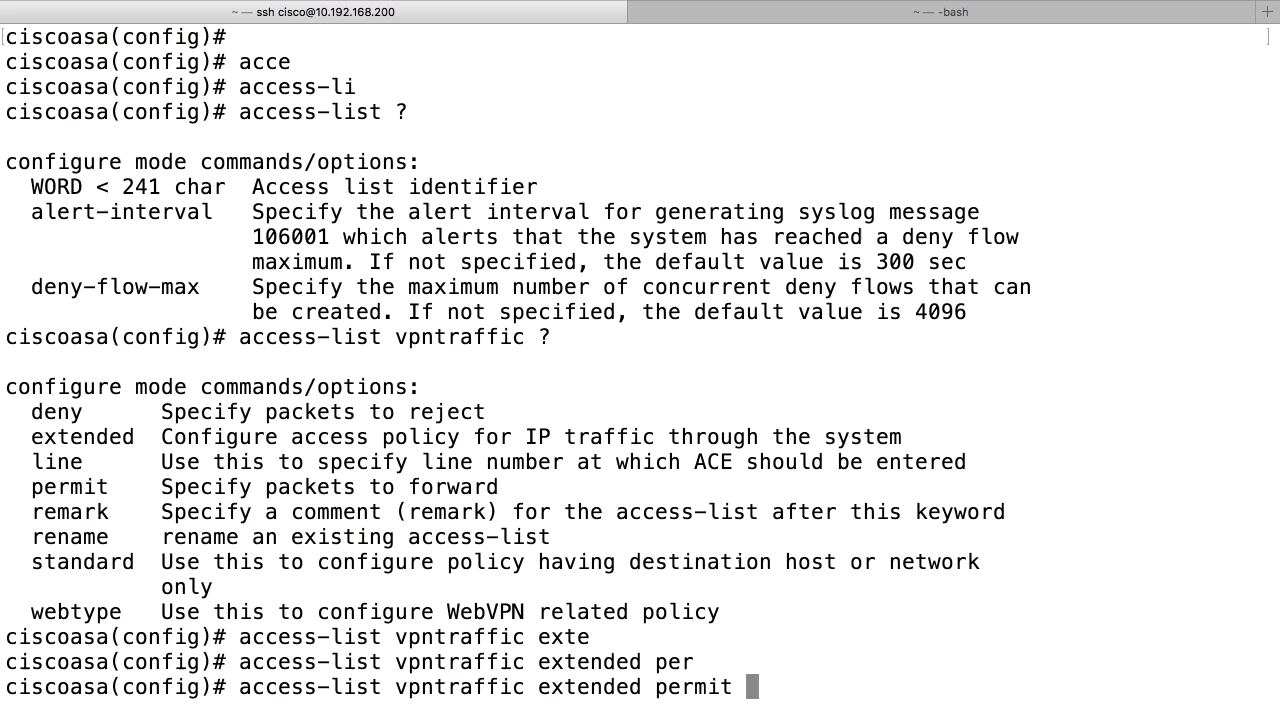 ~ — ssh cisco@10.192.168.200
~ — -bash
+
[ciscoasa(config)# ]
ciscoasa(config)# acce
ciscoasa(config)# access-li
ciscoasa(config)# access-list ?
configure mode commands/options:
  WORD < 241 char  Access list identifier
  alert-interval   Specify the alert interval for generating syslog message
                   106001 which alerts that the system has reached a deny flow
                   maximum. If not specified, the default value is 300 sec
  deny-flow-max    Specify the maximum number of concurrent deny flows that can
                   be created. If not specified, the default value is 4096
ciscoasa(config)# access-list vpntraffic ?
configure mode commands/options:
  deny      Specify packets to reject
  extended  Configure access policy for IP traffic through the system
  line      Use this to specify line number at which ACE should be entered
  permit    Specify packets to forward
  remark    Specify a comment (remark) for the access-list after this keyword
  rename    rename an existing access-list
  standard  Use this to configure policy having destination host or network
            only
  webtype   Use this to configure WebVPN related policy
ciscoasa(config)# access-list vpntraffic exte
ciscoasa(config)# access-list vpntraffic extended per
ciscoasa(config)# access-list vpntraffic extended permit